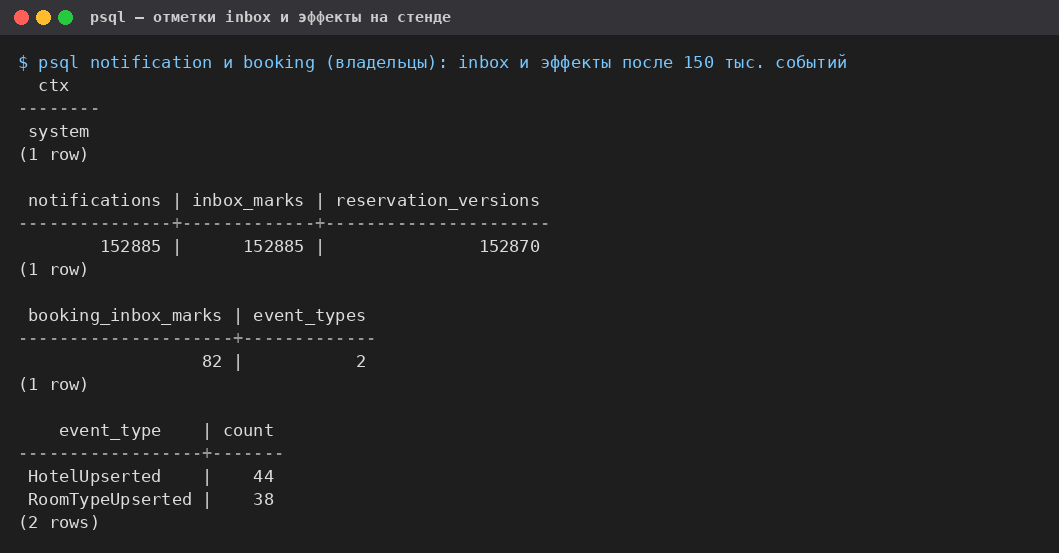 psql — отметки inbox и эффекты на стенде
$ psql notification и booking (владельцы): inbox и эффекты после 150 тыс. событий
  ctx
--------
 system
(1 row)

 notifications | inbox_marks | reservation_versions
---------------+-------------+----------------------
        152885 |      152885 |               152870
(1 row)

 booking_inbox_marks | event_types
---------------------+-------------
                  82 |           2
(1 row)

    event_type    | count
------------------+-------
 HotelUpserted    |    44
 RoomTypeUpserted |    38
(2 rows)